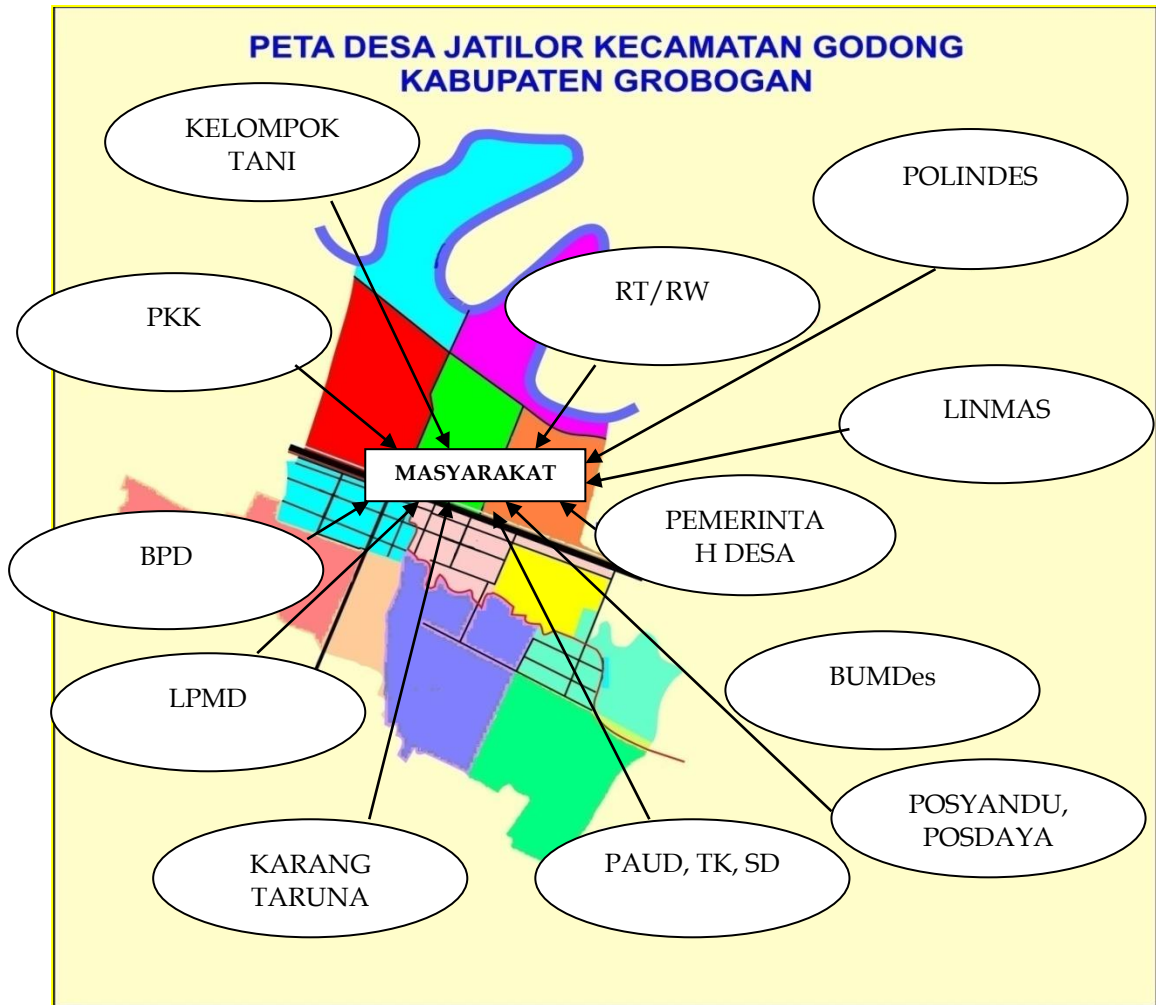 PETA DESA JATILOR KECAMATAN GODONG
KABUPATEN GROBOGAN
KELOMPOK
TANI
POLINDES
RT/RW
PKK
LINMAS
MASYARAKAT
PEMERINTA
H DESA
BPD
BUMDes
LPMD
POSYANDU,
POSDAYA
KARANG
TARUNA
PAUD, TK, SD